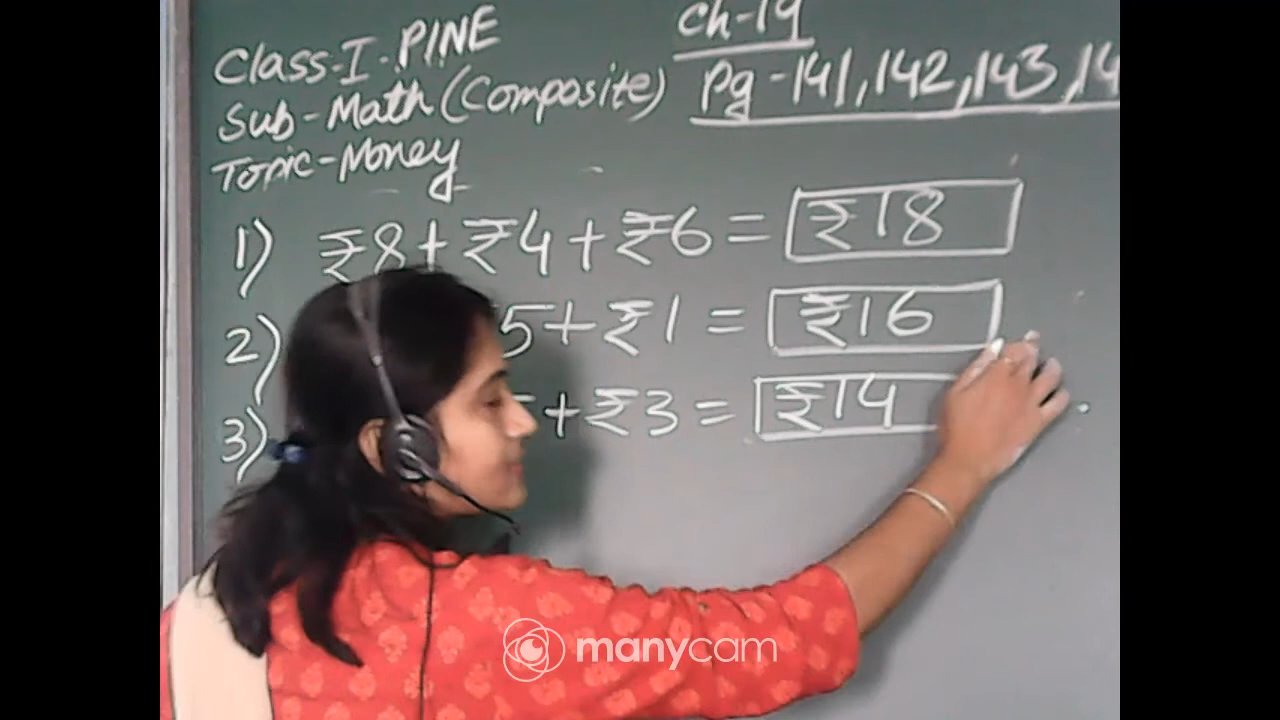 Class-I-PINE
Sub-Math (Composite)
Topic-Money
Ch-19
Pg-141,142,143,14
1) ₹8+₹4+₹6= ₹18
2) 5+₹1= ₹16
3) +₹3= ₹14
manycam